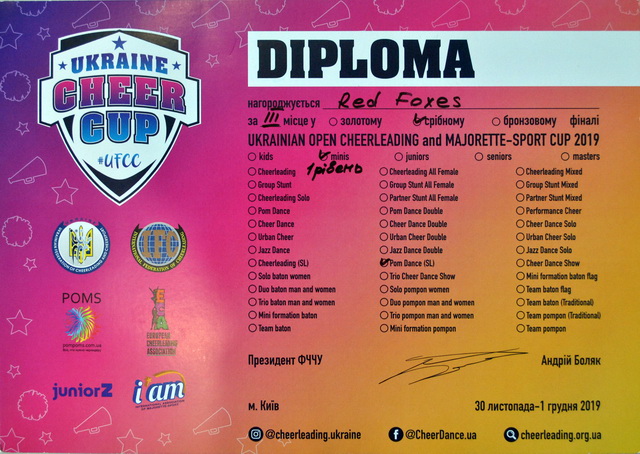 UKRAINE
CHEER
CUP
#UFCC
DIPLOMA
нагороджується Red Foxes
за III місце у золотому срібному бронзовому фіналі
UKRAINIAN OPEN CHEERLEADING and MAJORETTE-SPORT CUP 2019
kids minis juniors seniors masters
1 рівень
Cheerleading Cheerleading All Female Cheerleading Mixed
Group Stunt Group Stunt All Female Group Stunt Mixed
Cheerleading Solo Partner Stunt All Female Partner Stunt Mixed
Pom Dance Pom Dance Double Performance Cheer
Cheer Dance Cheer Dance Double Cheer Dance Solo
Urban Cheer Urban Cheer Double Urban Cheer Solo
Jazz Dance Jazz Dance Double Jazz Dance Solo
Cheerleading (SL) Pom Dance (SL) Cheer Dance Show
Solo baton women Trio Cheer Dance Show Mini formation baton flag
Duo baton man and women Solo pompon women Team baton flag
Trio baton man and women Duo pompon man and women Team baton (Traditional)
Mini formation baton Trio pompon man and women Team pompon (Traditional)
Team baton Mini formation pompon Team pompon
POMS
pompons.com.ua
EUROPEAN
CHEERLEADING
ASSOCIATION
juniorZ
i am
Президент ФЧЧУ Андрій Боляк
м. Київ 30 листопада-1 грудня 2019
@cheerleading.ukraine @CheerDance.ua cheerleading.org.ua